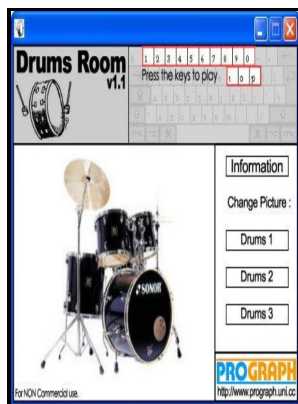 Drums Room
v1.1
1 2 3 4 5 6 7 8 9 0
Press the keys to play
i o p
Information
Change Picture :
Drums 1
Drums 2
Drums 3
SONOR
For NON Commercial use.
PROGRAPH
http://www.prograph.uni.cc